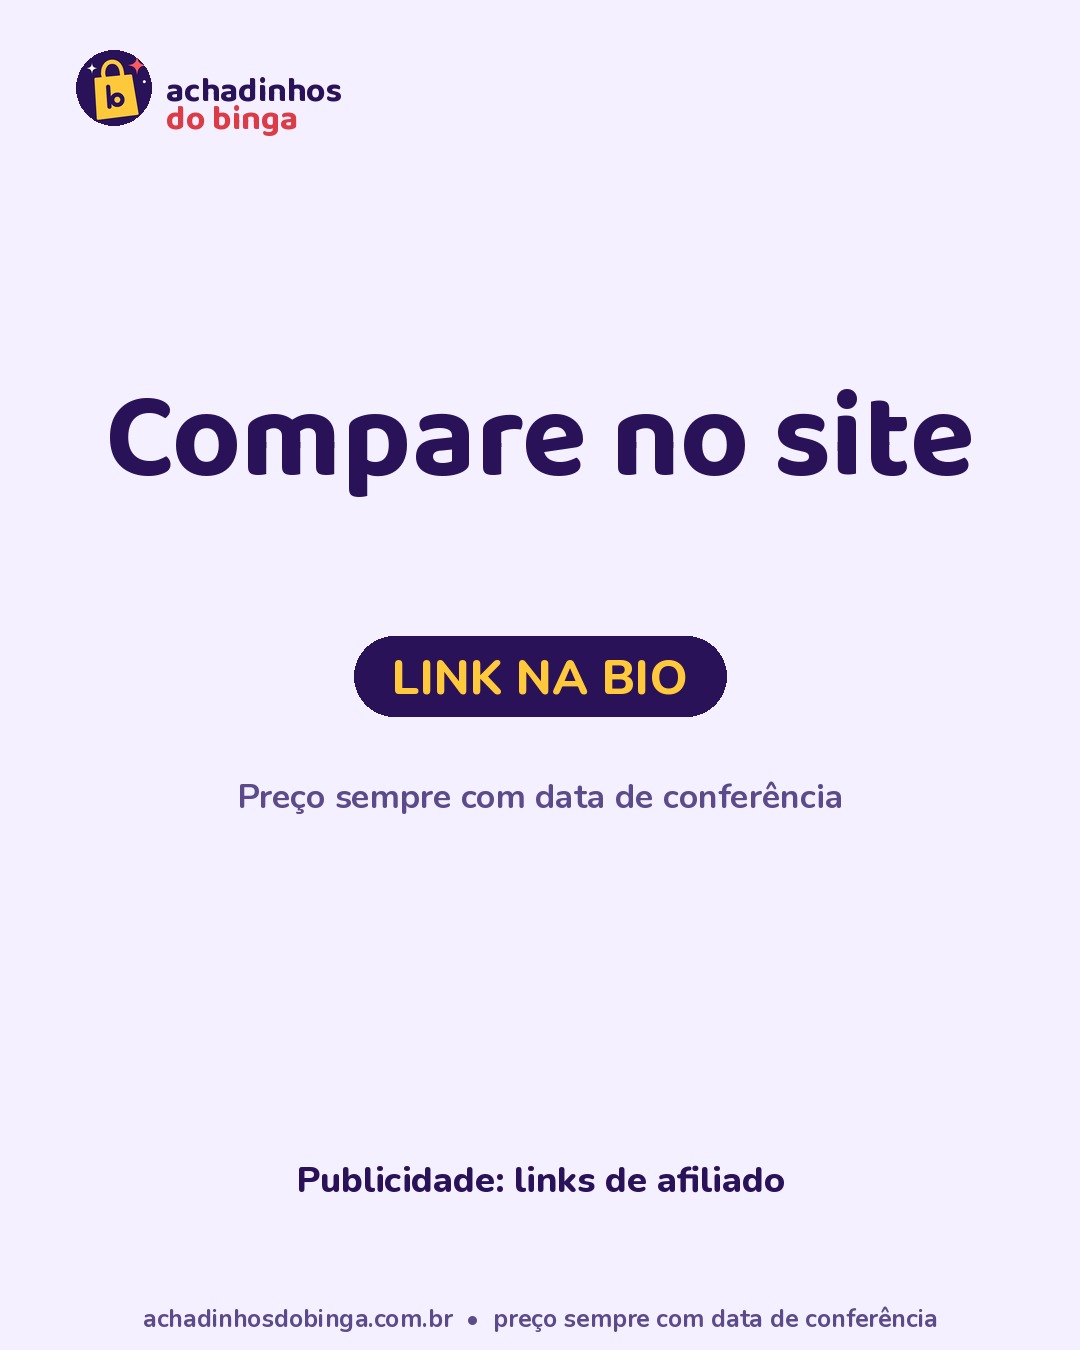 b
achadinhos
do binga
Compare no site
LINK NA BIO
Preço sempre com data de conferência
Publicidade: links de afiliado
achadinhosdobinga.com.br • preço sempre com data de conferência